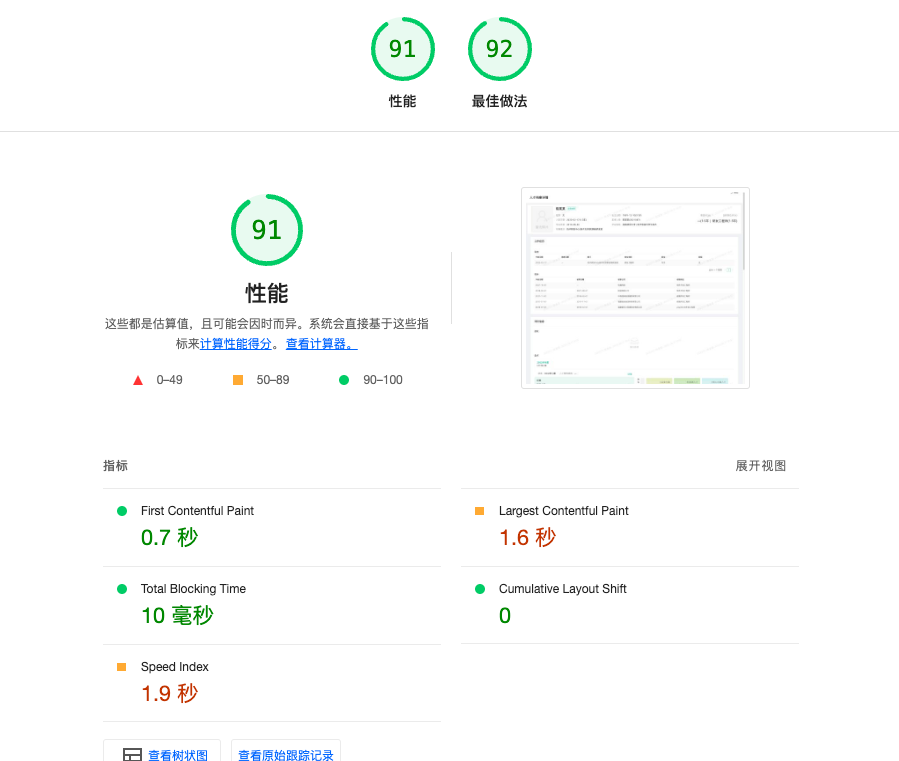 91
92
性能
最佳做法
91
性能
这些都是估算值，且可能会因时而异。系统会直接基于这些指
标来计算性能得分。 查看计算器。
0–49
50–89
90–100
指标
展开视图
First Contentful Paint
0.7 秒
Largest Contentful Paint
1.6 秒
Total Blocking Time
10 毫秒
Cumulative Layout Shift
0
Speed Index
1.9 秒
查看树状图
查看原始跟踪记录